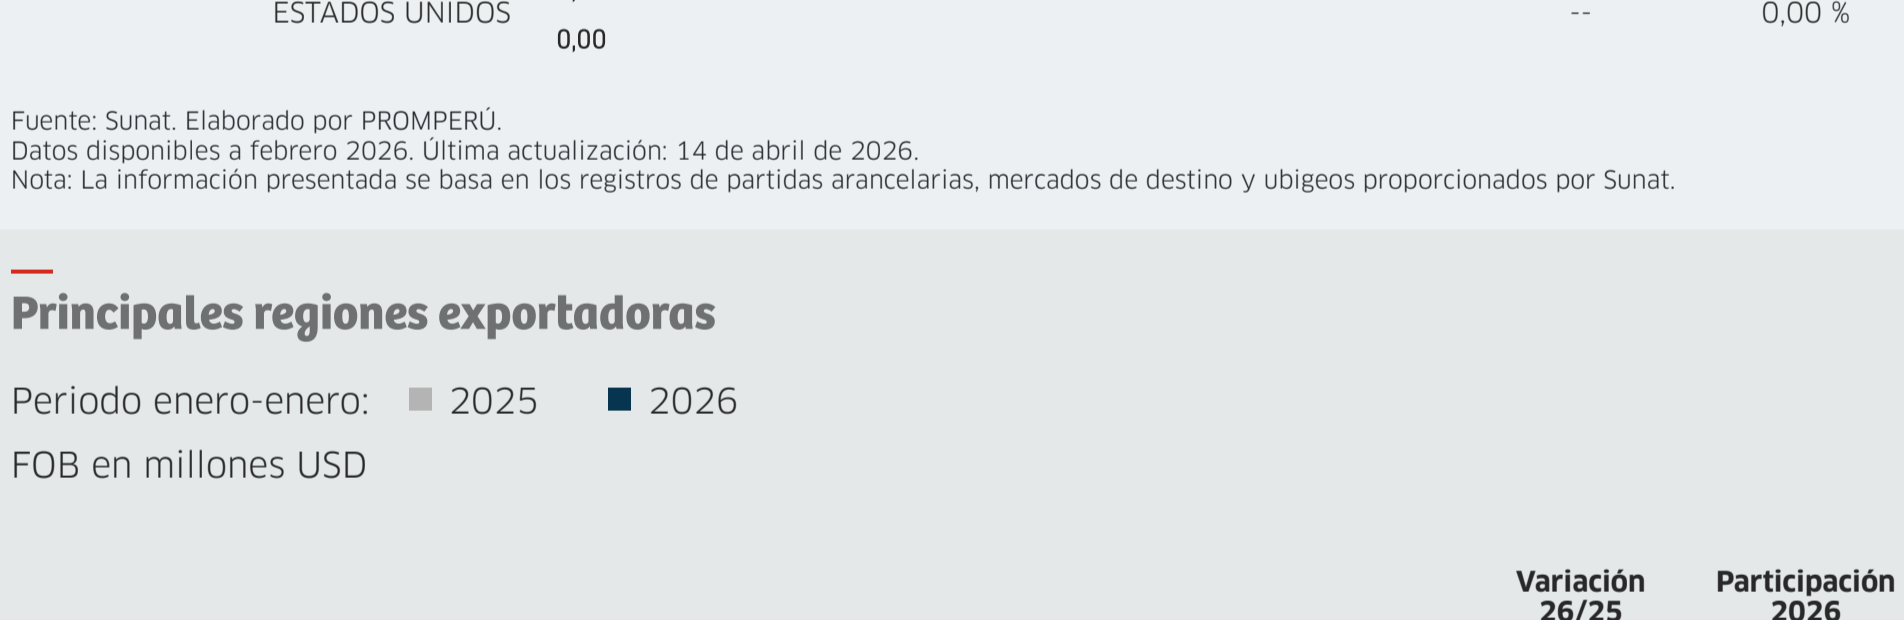 ESTADOS UNIDOS -- 0,00 %
0,00
Fuente: Sunat. Elaborado por PROMPERÚ.
Datos disponibles a febrero 2026. Última actualización: 14 de abril de 2026.
Nota: La información presentada se basa en los registros de partidas arancelarias, mercados de destino y ubigeos proporcionados por Sunat.
Principales regiones exportadoras
Periodo enero-enero: 2025 2026
FOB en millones USD
Variación Participación
26/25 2026